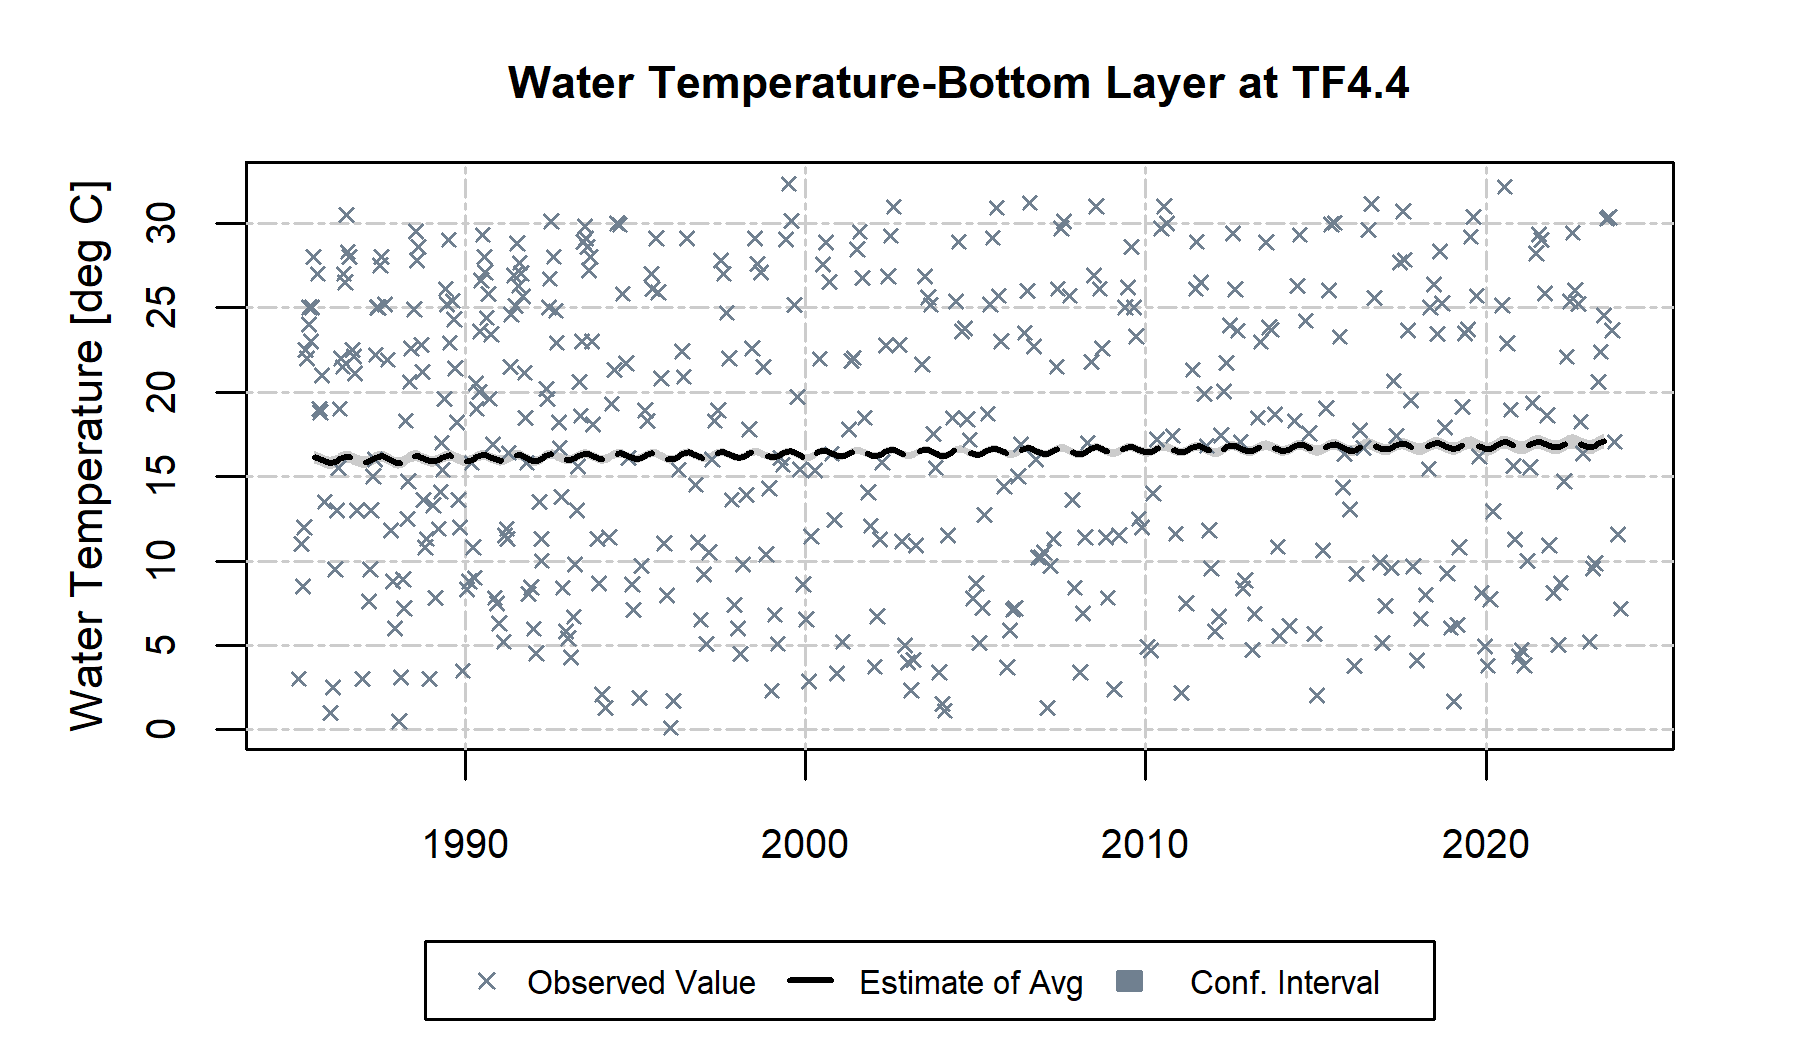 Water Temperature-Bottom Layer at TF4.4
Water Temperature [deg C]
30
25
20
15
10
5
0
1990 2000 2010 2020
Observed Value Estimate of Avg Conf. Interval